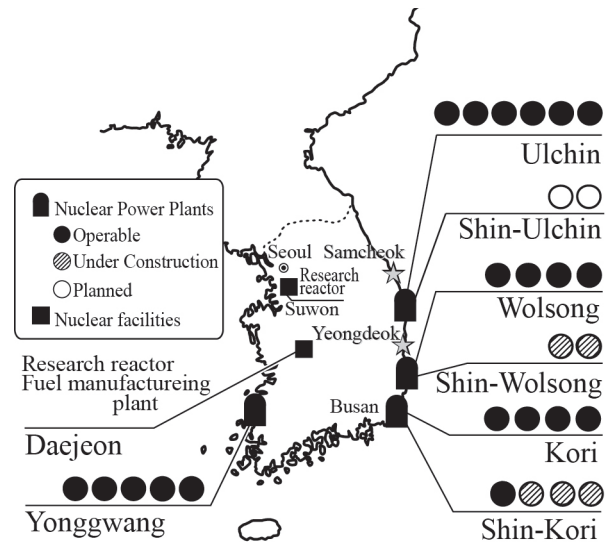 Ulchin
Shin-Ulchin
Nuclear Power Plants
Operable
Under Construction
Planned
Nuclear facilities
Seoul
Samcheok
Research
reactor
Suwon
Wolsong
Yeongdeok
Shin-Wolsong
Research reactor
Fuel manufactureing
plant
Daejeon
Busan
Kori
Yonggwang
Shin-Kori